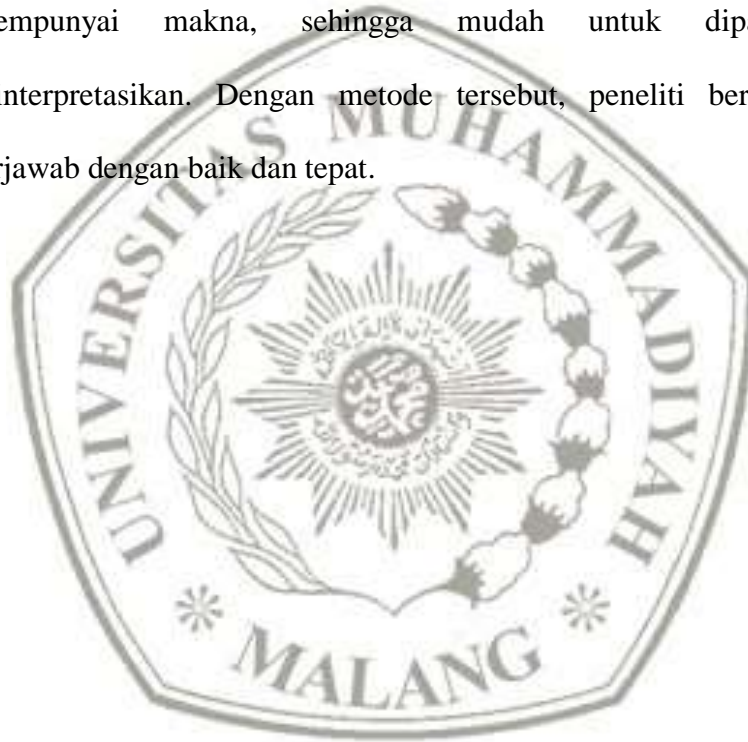 empunyai makna, sehingga mudah untuk dipa
interpretasikan. Dengan metode tersebut, peneliti ber
rjawab dengan baik dan tepat.
UNIVERSITAS MUHAMMADIYAH
MALANG